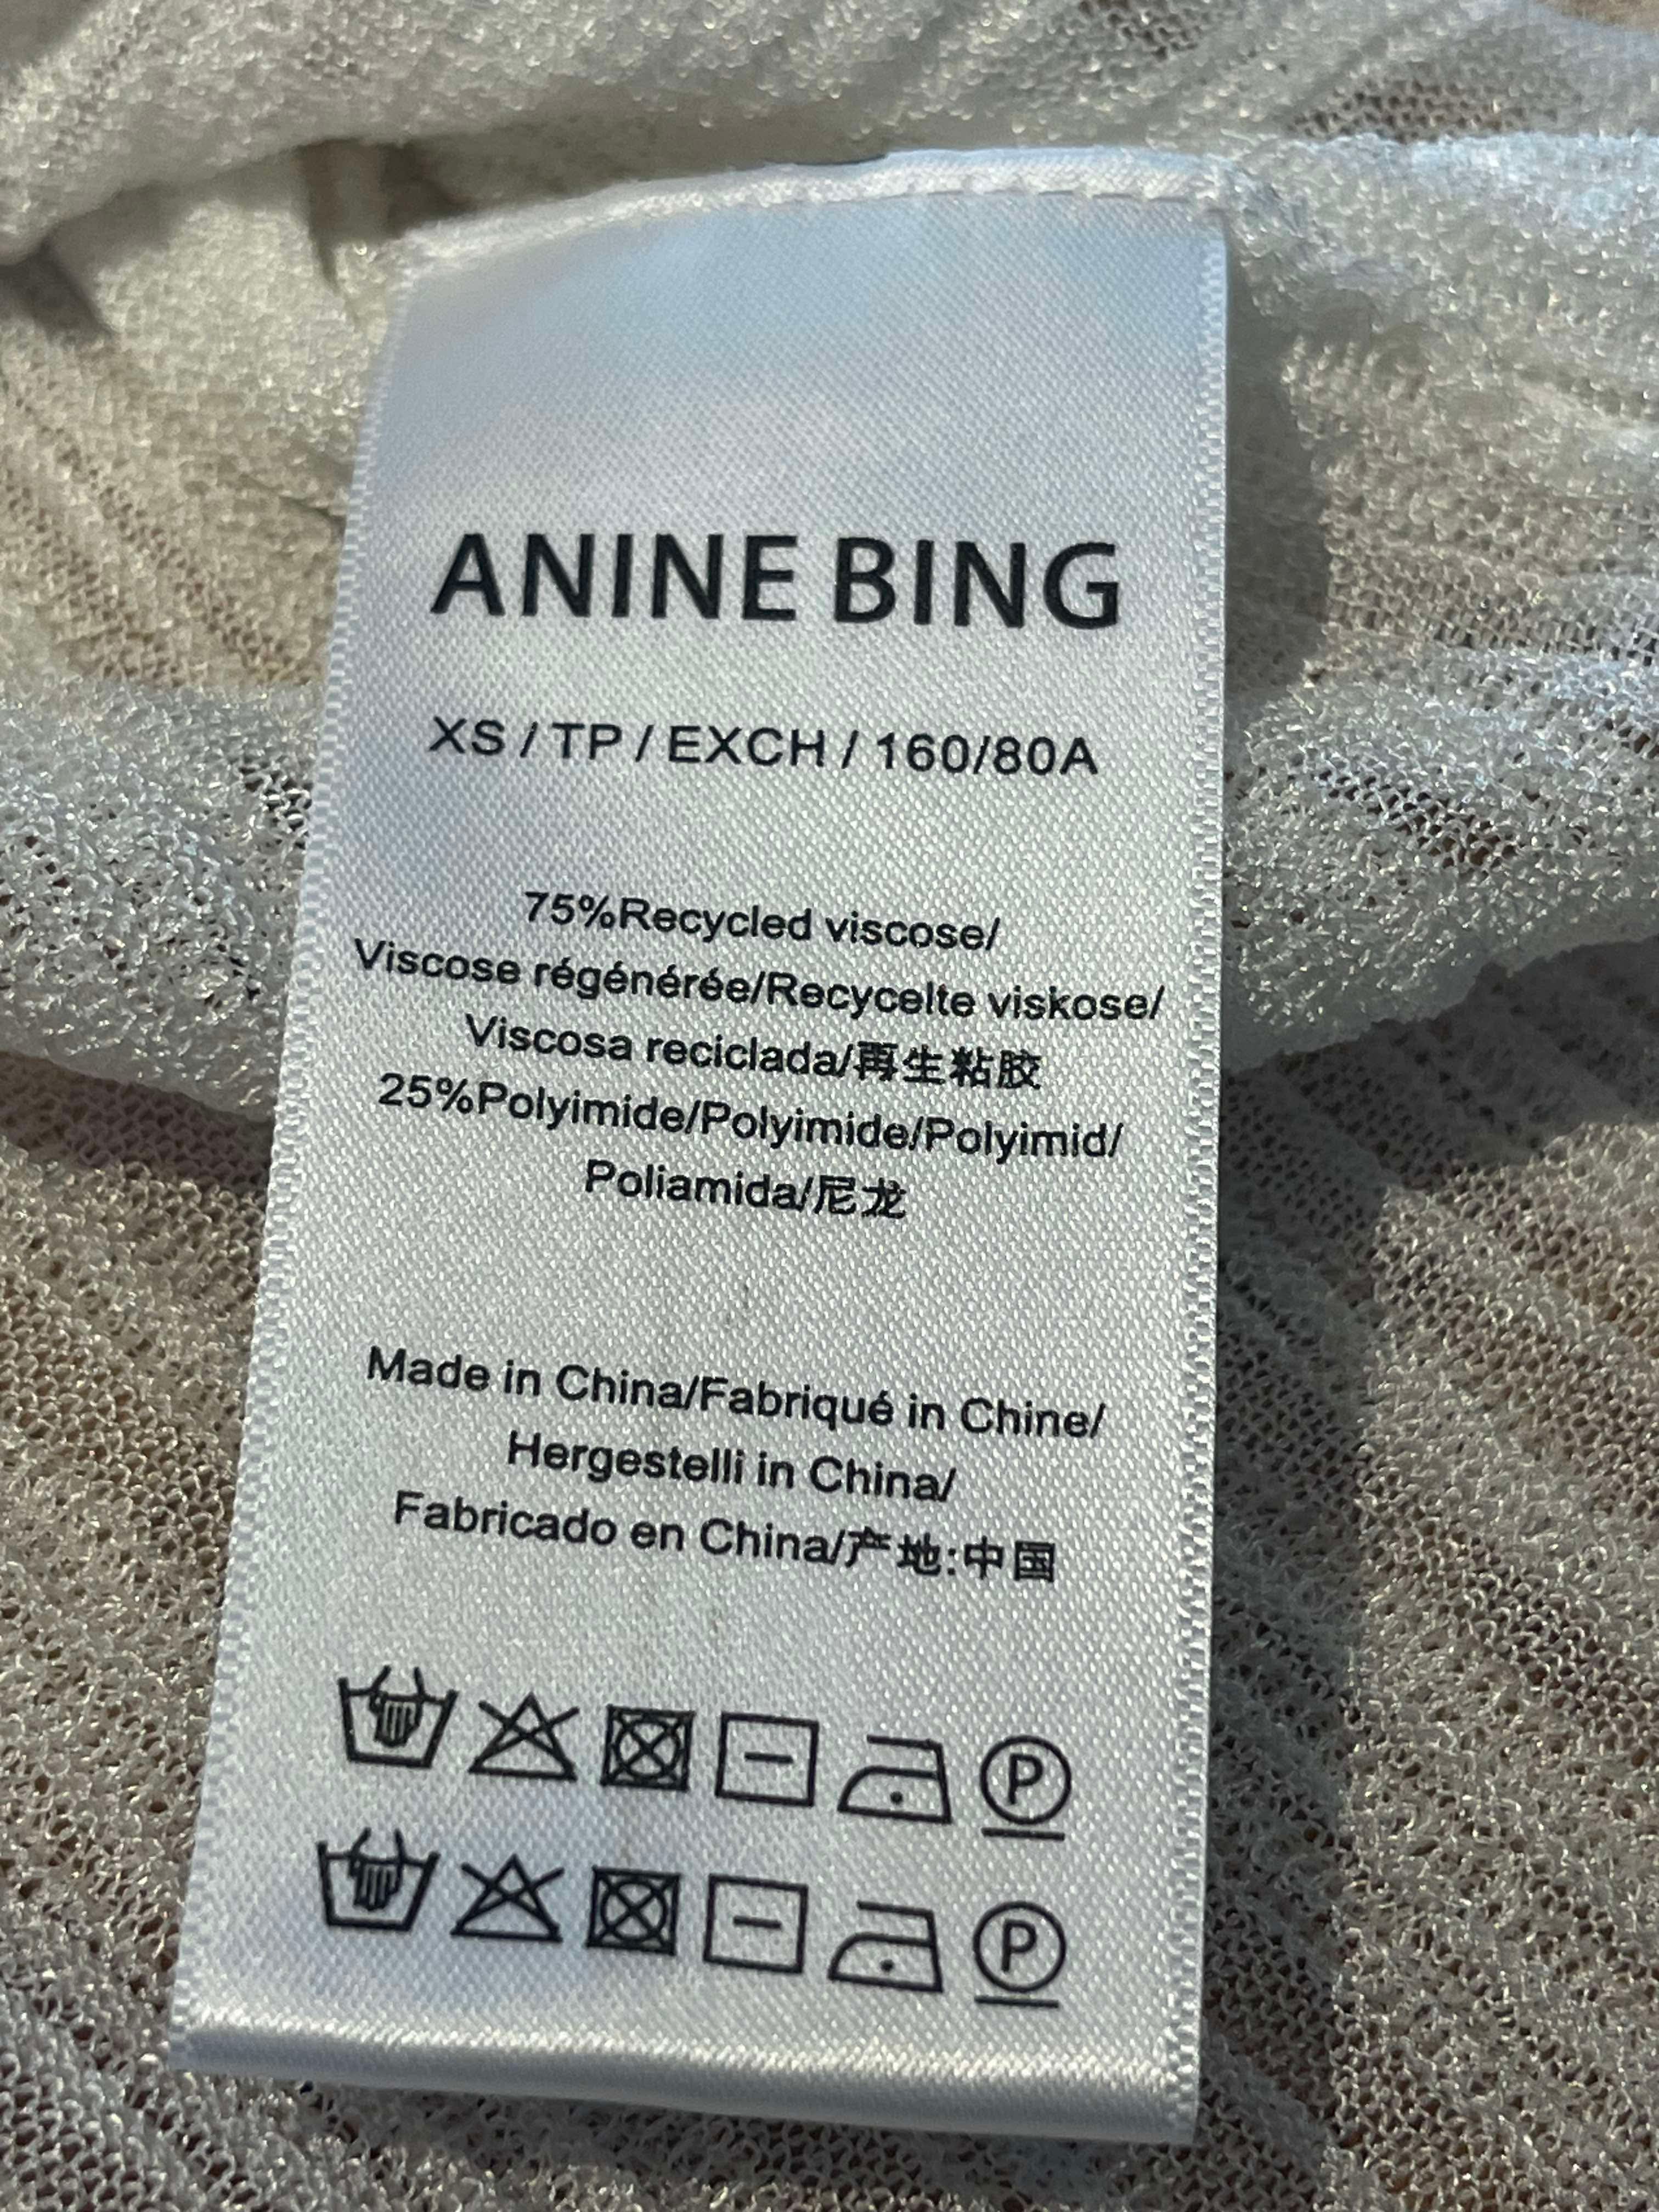 ANINE BING
XS / TP / EXCH / 160/80A
75%Recycled viscose/
Viscose régénérée/Recycelte viskose/
Viscosa reciclada/再生粘胶
25%Polyimide/Polyimide/Polyimid/
Poliamida/尼龙
Made in China/Fabriqué in Chine/
Hergestelli in China/
Fabricado en China/产地:中国
P
P